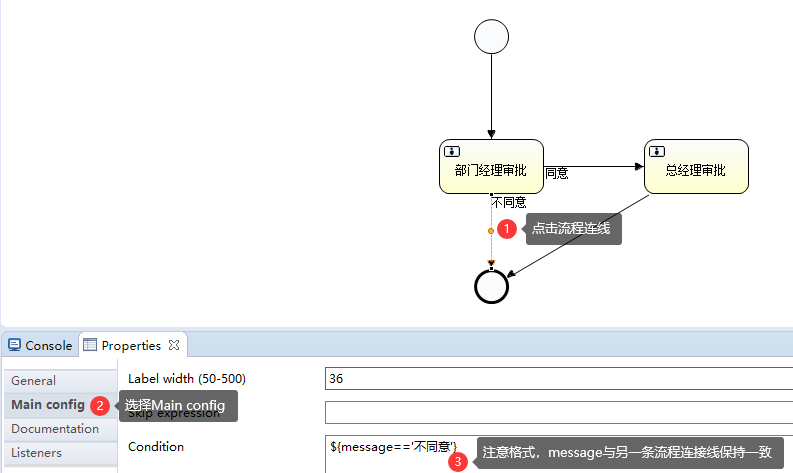 部门经理审批
同意
总经理审批
不同意
1
点击流程连线
Console
Properties
General
Label width (50-500)
36
Main config
2
选择Main config
Skip expression
Documentation
Condition
${message=='不同意'}
3
注意格式，message与另一条流程连接线保持一致
Listeners